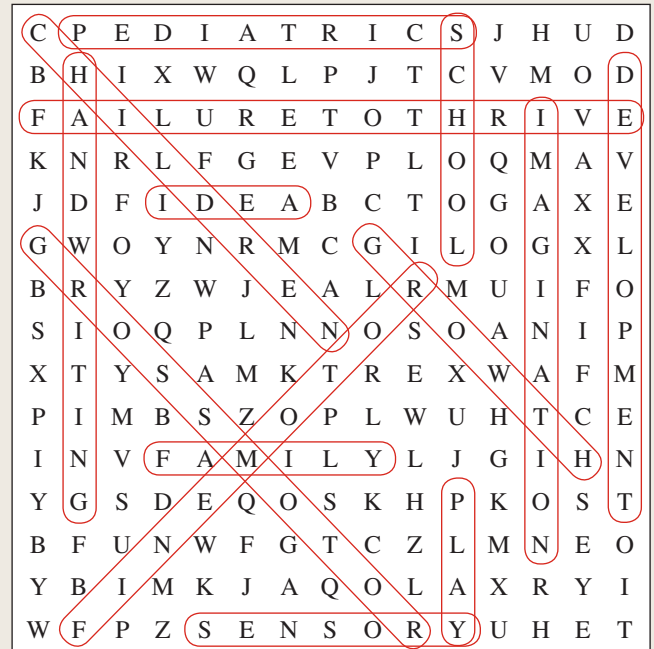 C P E D I A T R I C S J H U D
B H I X W Q L P J T C V M O D
F A I L U R E T O T H R I V E
K N R L F G E V P L O Q M A V
J D F I D E A B C T O G A X E
G W O Y N R M C G I L O G X L
B R Y Z W J E A L R M U I F O
S I O Q P L N N O S O A N I P
X T Y S A M K T R E X W A F M
P I M B S Z O P L W U H T C E
I N V F A M I L Y L J G I H N
Y G S D E Q O S K H P K O S T
B F U N W F G T C Z L M N E O
Y B I M K J A Q O L A X R Y I
W F P Z S E N S O R Y U H E T